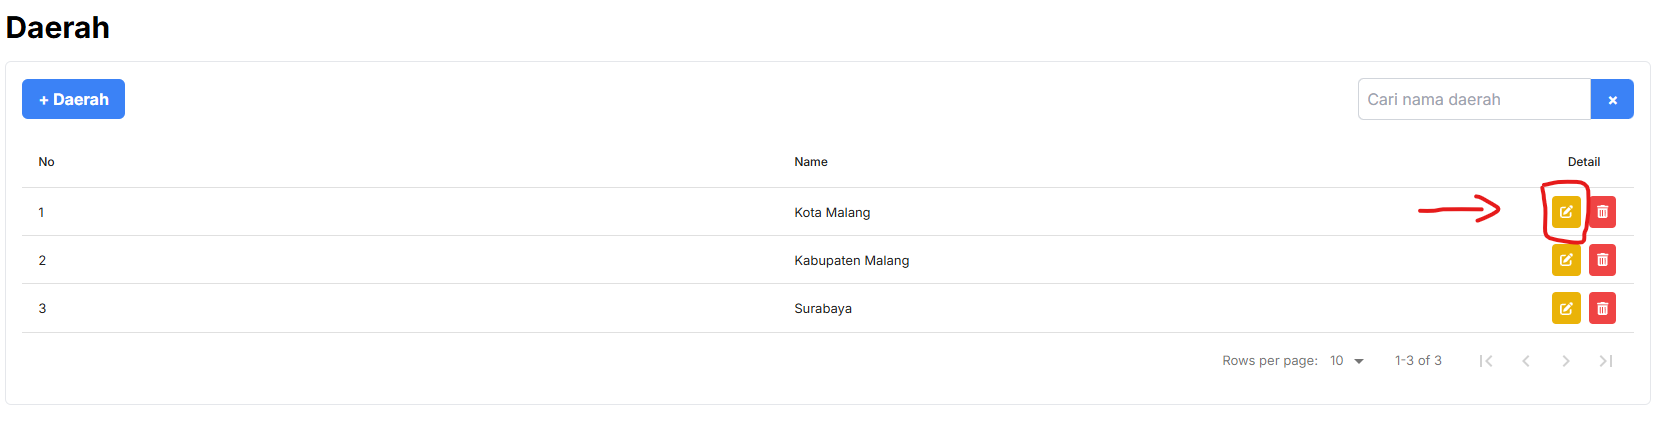 Daerah
+ Daerah
Cari nama daerah ×
No Name Detail
1 Kota Malang
2 Kabupaten Malang
3 Surabaya
Rows per page: 10 1-3 of 3